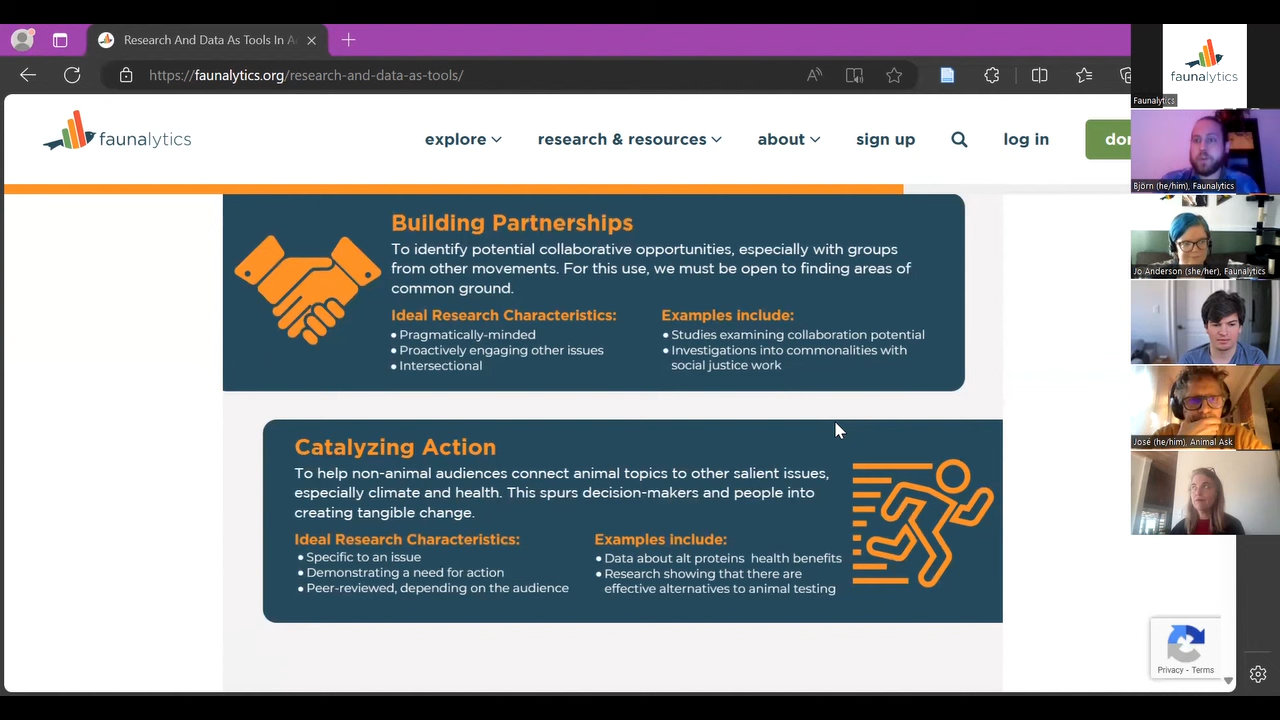 Research And Data As Tools In A
https://faunalytics.org/research-and-data-as-tools/
faunalytics
explore
research & resources
about
sign up
log in
don
Building Partnerships
To identify potential collaborative opportunities, especially with groups
from other movements. For this use, we must be open to finding areas of
common ground.
Ideal Research Characteristics:
• Pragmatically-minded
• Proactively engaging other issues
• Intersectional
Examples include:
• Studies examining collaboration potential
• Investigations into commonalities with
social justice work
Catalyzing Action
To help non-animal audiences connect animal topics to other salient issues,
especially climate and health. This spurs decision-makers and people into
creating tangible change.
Ideal Research Characteristics:
• Specific to an issue
• Demonstrating a need for action
• Peer-reviewed, depending on the audience
Examples include:
• Data about alt proteins health benefits
• Research showing that there are
effective alternatives to animal testing
Privacy - Terms
faunalytics
Faunalytics
Björn (he/him), Faunalytics
Jo Anderson (she/her), Faunalytics
José (he/him), Animal Ask